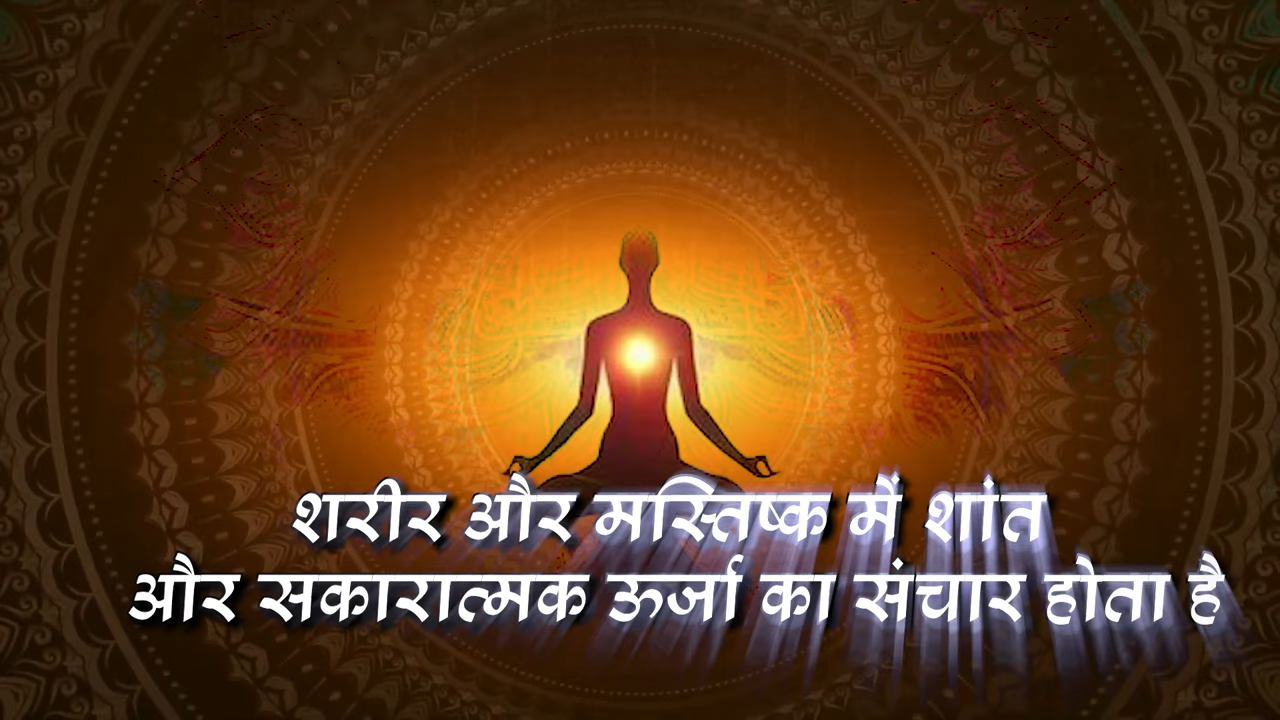 शरीर और मस्तिष्क में शांत
और सकारात्मक ऊर्जा का संचार होता है